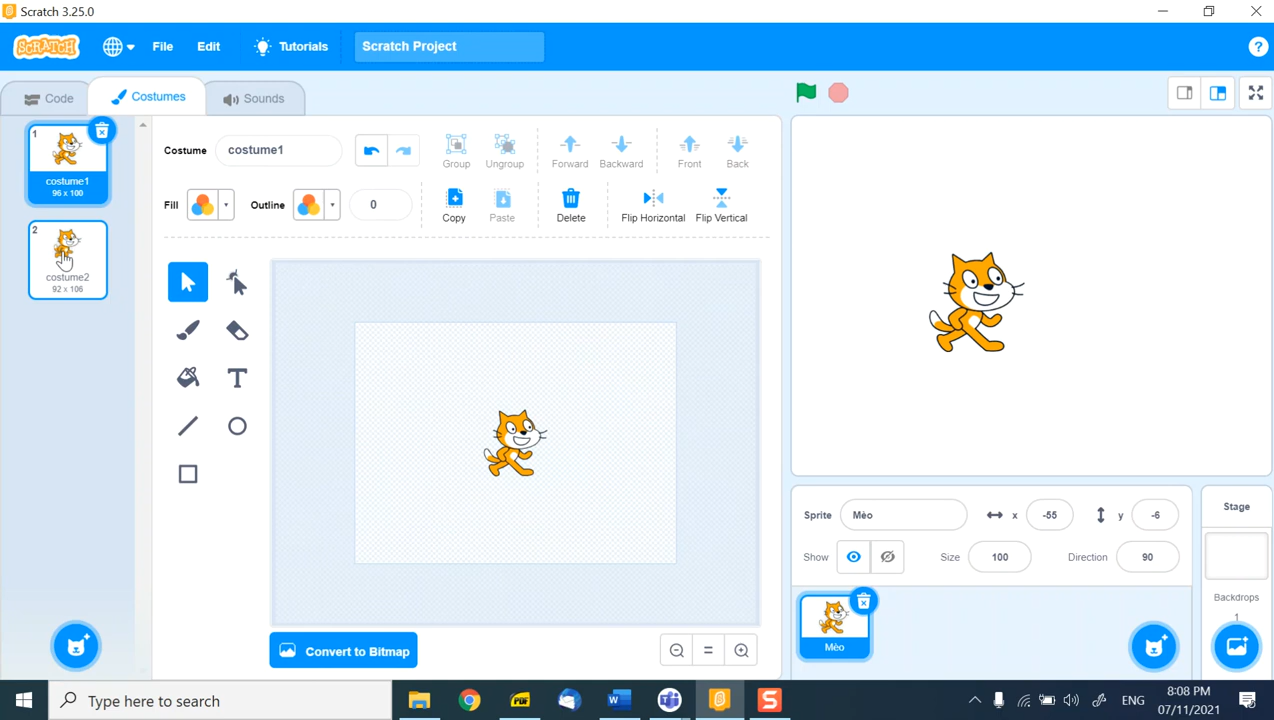 Scratch 3.25.0
SCRATCH
File
Edit
Tutorials
Scratch Project
?
Code
Costumes
Sounds
1
costume1
96 x 100
2
costume2
92 x 106
Costume
costume1
Group
Ungroup
Forward
Backward
Front
Back
Fill
Outline
0
Copy
Paste
Delete
Flip Horizontal
Flip Vertical
T
Convert to Bitmap
Sprite
Mèo
x
-55
y
-6
Show
Size
100
Direction
90
Mèo
Stage
Backdrops
1
Type here to search
PDF
W
T
S
ENG
8:08 PM
07/11/2021